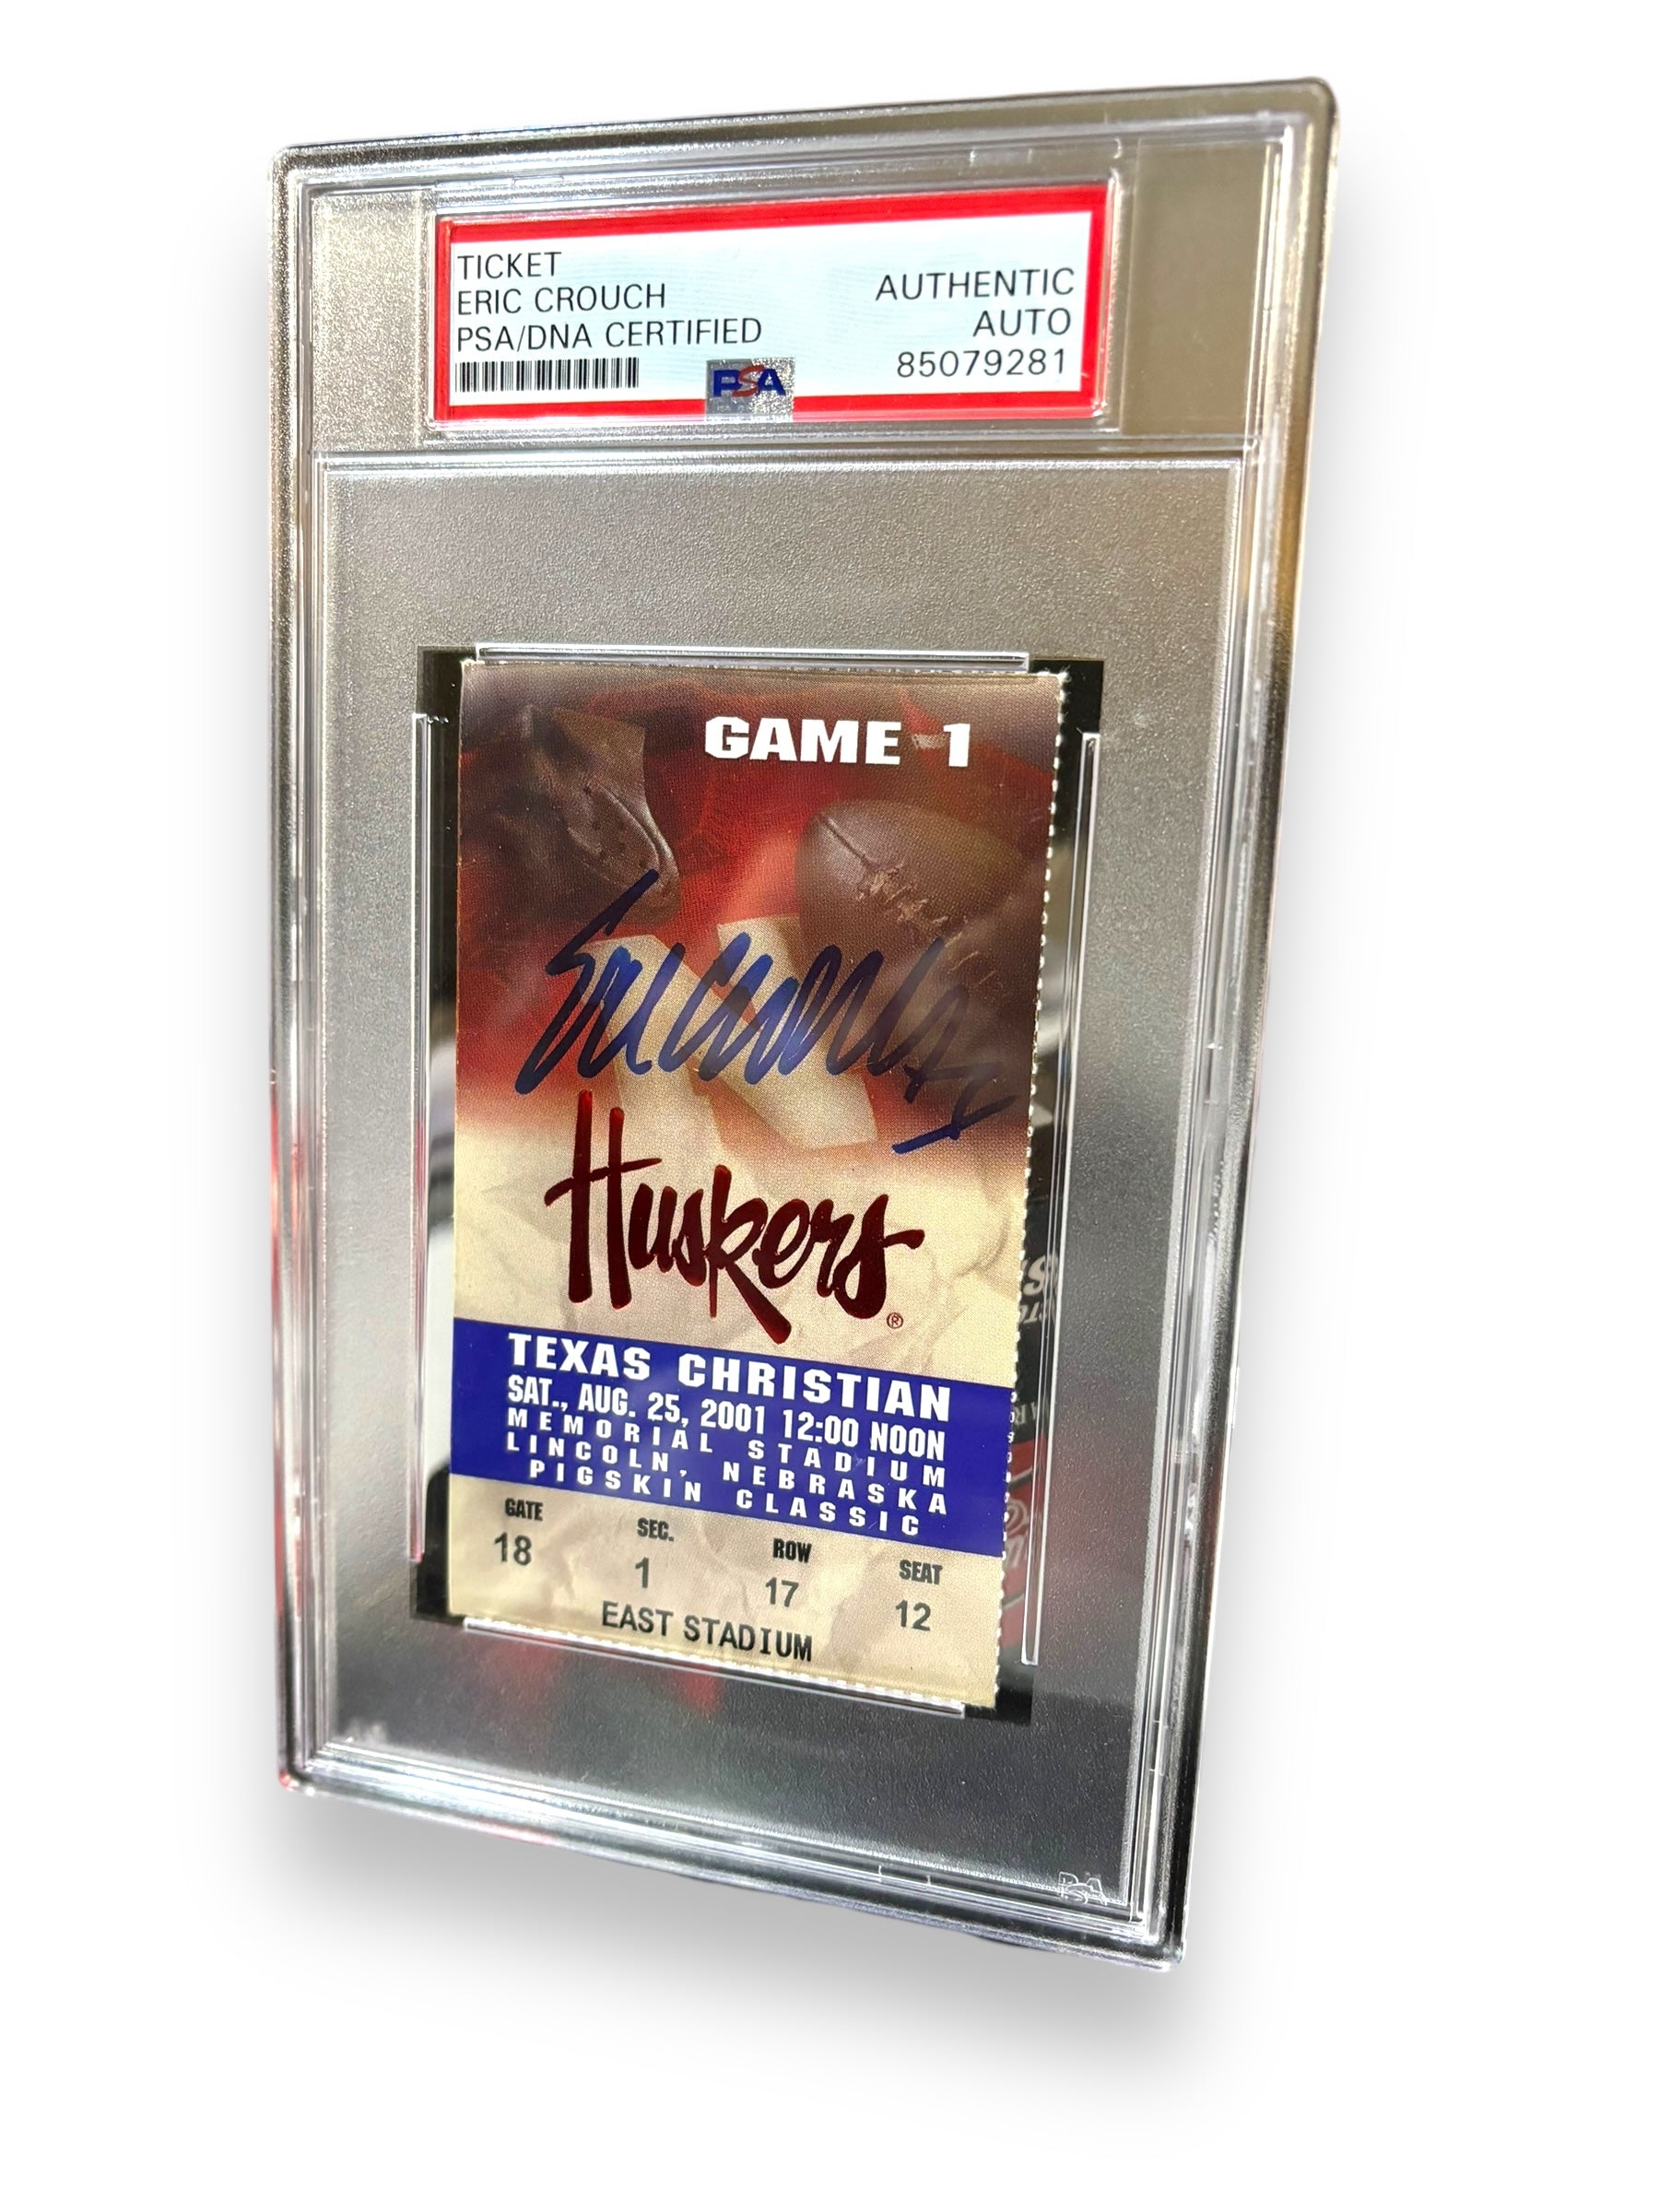 TICKET
ERIC CROUCH
PSA/DNA CERTIFIED
AUTHENTIC
AUTO
85079281
PSA
GAME 1
Huskers®
TEXAS CHRISTIAN
SAT., AUG. 25, 2001 12:00 NOON
MEMORIAL STADIUM
LINCOLN, NEBRASKA
PIGSKIN CLASSIC
GATE SEC. ROW SEAT
18 1 17 12
EAST STADIUM
PSA